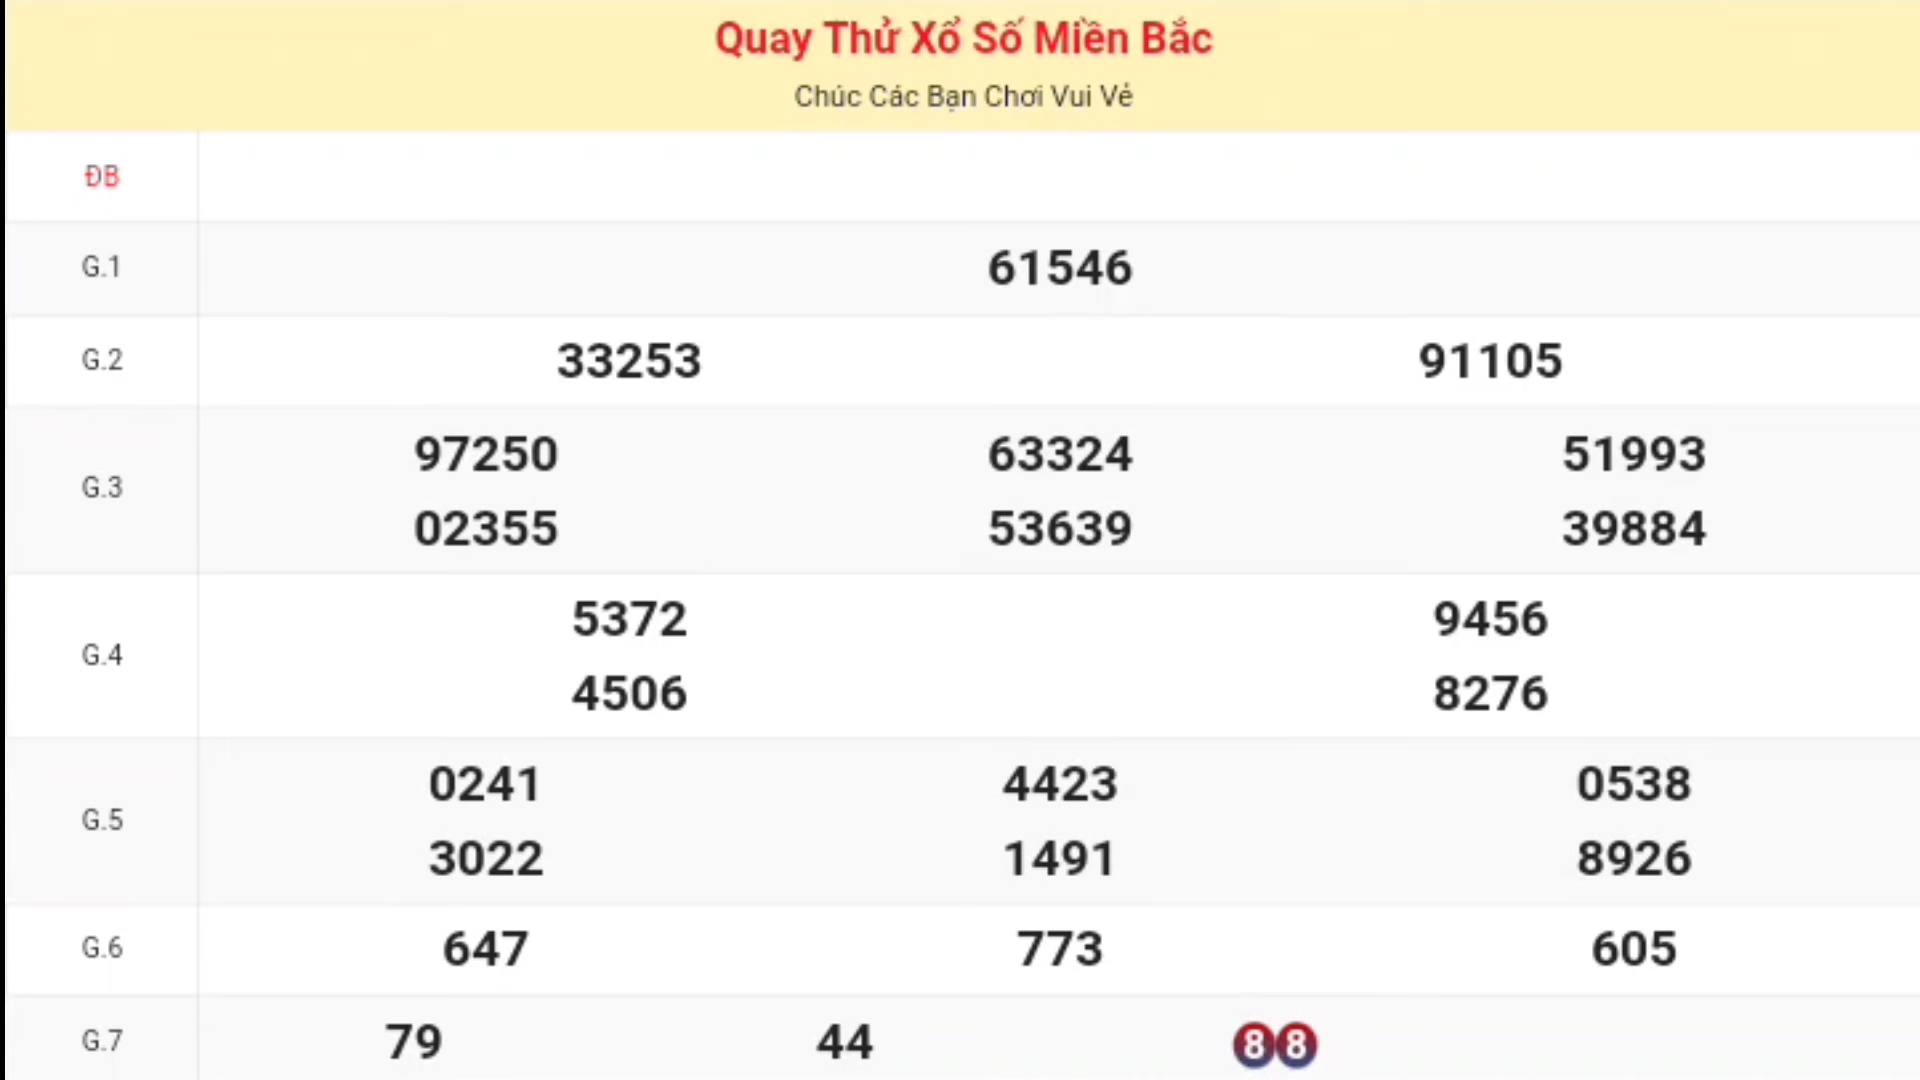 Quay Thử Xổ Số Miền Bắc
Chúc Các Bạn Chơi Vui Vẻ
ĐB
G.1 61546
G.2 33253 91105
G.3 97250 63324 51993
02355 53639 39884
G.4 5372 9456
4506 8276
G.5 0241 4423 0538
3022 1491 8926
G.6 647 773 605
G.7 79 44 88